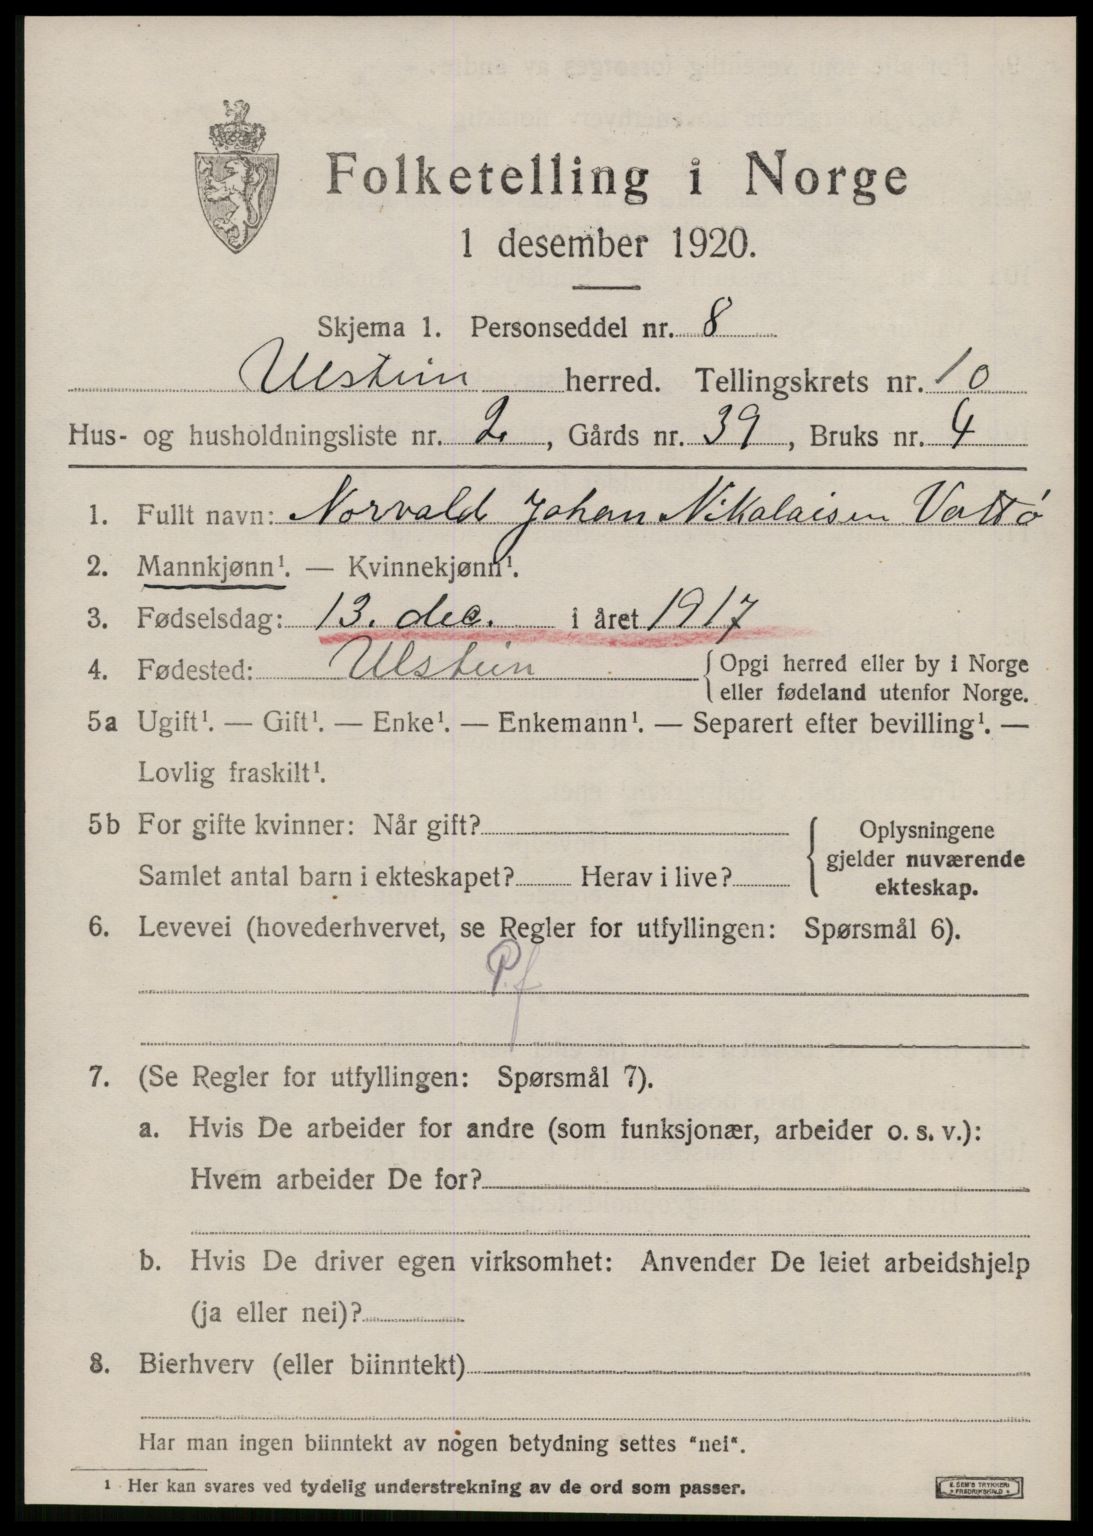 Folketelling i Norge
1 desember 1920.
Skjema 1. Personseddel nr. 8
Ulstein herred. Tellingskrets nr. 10
Hus- og husholdningsliste nr. 2, Gårds nr. 39, Bruks nr. 4
1. Fullt navn: Norvald Johan Nikolaisen Vattø
2. Mannkjønn¹. — Kvinnekjønn¹.
3. Fødselsdag: 13. dec. i året 1917
4. Fødested: Ulstein { Opgi herred eller by i Norge
eller fødeland utenfor Norge.
5a Ugift¹. — Gift¹. — Enke¹. — Enkemann¹. — Separert efter bevilling¹. —
Lovlig fraskilt¹.
5b For gifte kvinner: Når gift?
Samlet antal barn i ekteskapet? Herav i live?
{ Oplysningene
gjelder nuværende
ekteskap.
6. Levevei (hovederhvervet, se Regler for utfyllingen: Spørsmål 6).
P.f
7. (Se Regler for utfyllingen: Spørsmål 7).
a. Hvis De arbeider for andre (som funksjonær, arbeider o. s. v.):
Hvem arbeider De for?
b. Hvis De driver egen virksomhet: Anvender De leiet arbeidshjelp
(ja eller nei)?
8. Bierhverv (eller biinntekt)
Har man ingen biinntekt av nogen betydning settes "nei".
¹ Her kan svares ved tydelig understrekning av de ord som passer.
E. SEM'S TRYKKERI
FREDRIKSHALD